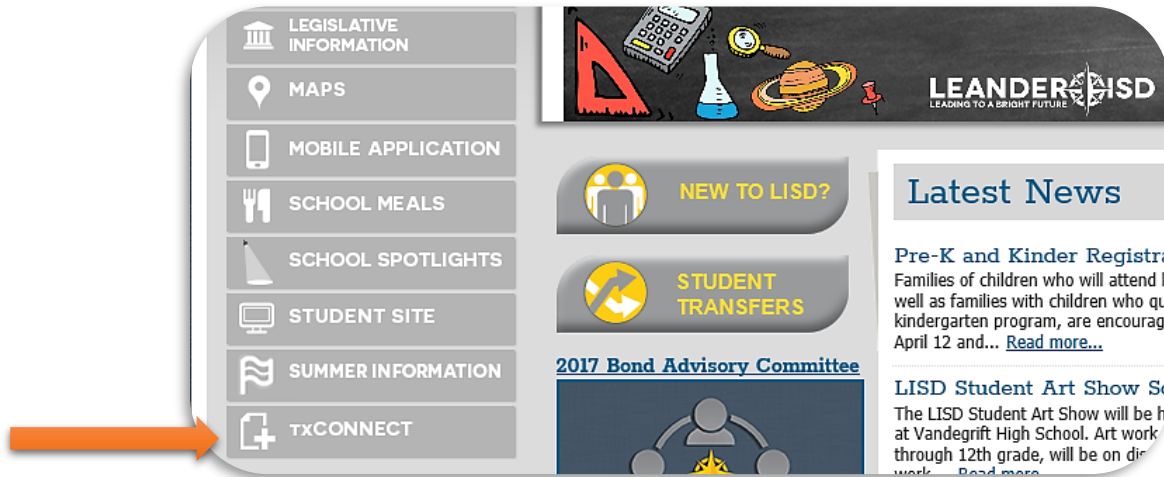 LEGISLATIVE
INFORMATION
MAPS
MOBILE APPLICATION
SCHOOL MEALS
SCHOOL SPOTLIGHTS
STUDENT SITE
SUMMER INFORMATION
TXCONNECT
LEANDER ISD
LEADING TO A BRIGHT FUTURE
NEW TO LISD?
STUDENT
TRANSFERS
2017 Bond Advisory Committee
Latest News
Pre-K and Kinder Registra
Families of children who will attend
well as families with children who qu
kindergarten program, are encourag
April 12 and... Read more...
LISD Student Art Show
The LISD Student Art Show will be h
at Vandegrift High School. Art work
through 12th grade, will be on dis
work... Read more